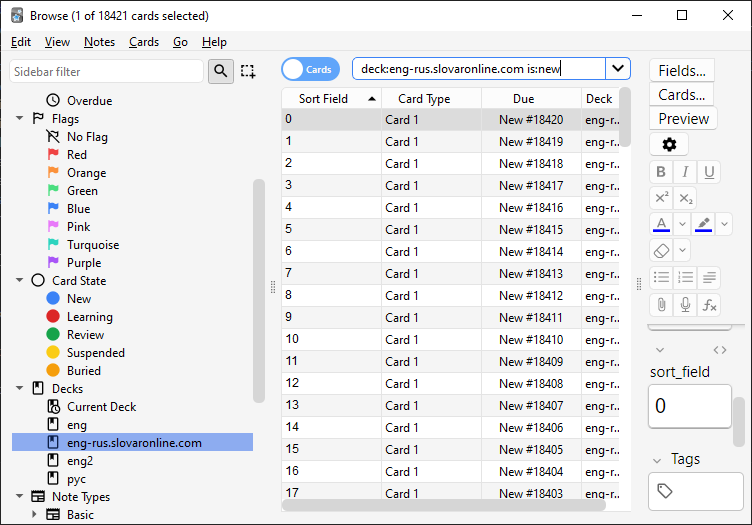 Browse (1 of 18421 cards selected)
Edit View Notes Cards Go Help
Sidebar filter
Overdue
Flags
No Flag
Red
Orange
Green
Blue
Pink
Turquoise
Purple
Card State
New
Learning
Review
Suspended
Buried
Decks
Current Deck
eng
eng-rus.slovaronline.com
eng2
рус
Note Types
Basic
Cards
deck:eng-rus.slovaronline.com is:new
Sort Field Card Type Due Deck
0 Card 1 New #18420 eng-r...
1 Card 1 New #18419 eng-r...
2 Card 1 New #18418 eng-r...
3 Card 1 New #18417 eng-r...
4 Card 1 New #18416 eng-r...
5 Card 1 New #18415 eng-r...
6 Card 1 New #18414 eng-r...
7 Card 1 New #18413 eng-r...
8 Card 1 New #18412 eng-r...
9 Card 1 New #18411 eng-r...
10 Card 1 New #18410 eng-r...
11 Card 1 New #18409 eng-r...
12 Card 1 New #18408 eng-r...
13 Card 1 New #18407 eng-r...
14 Card 1 New #18406 eng-r...
15 Card 1 New #18405 eng-r...
16 Card 1 New #18404 eng-r...
17 Card 1 New #18403 eng-r...
Fields...
Cards...
Preview
B I U
x² x₂
A
fx
sort_field
0
Tags